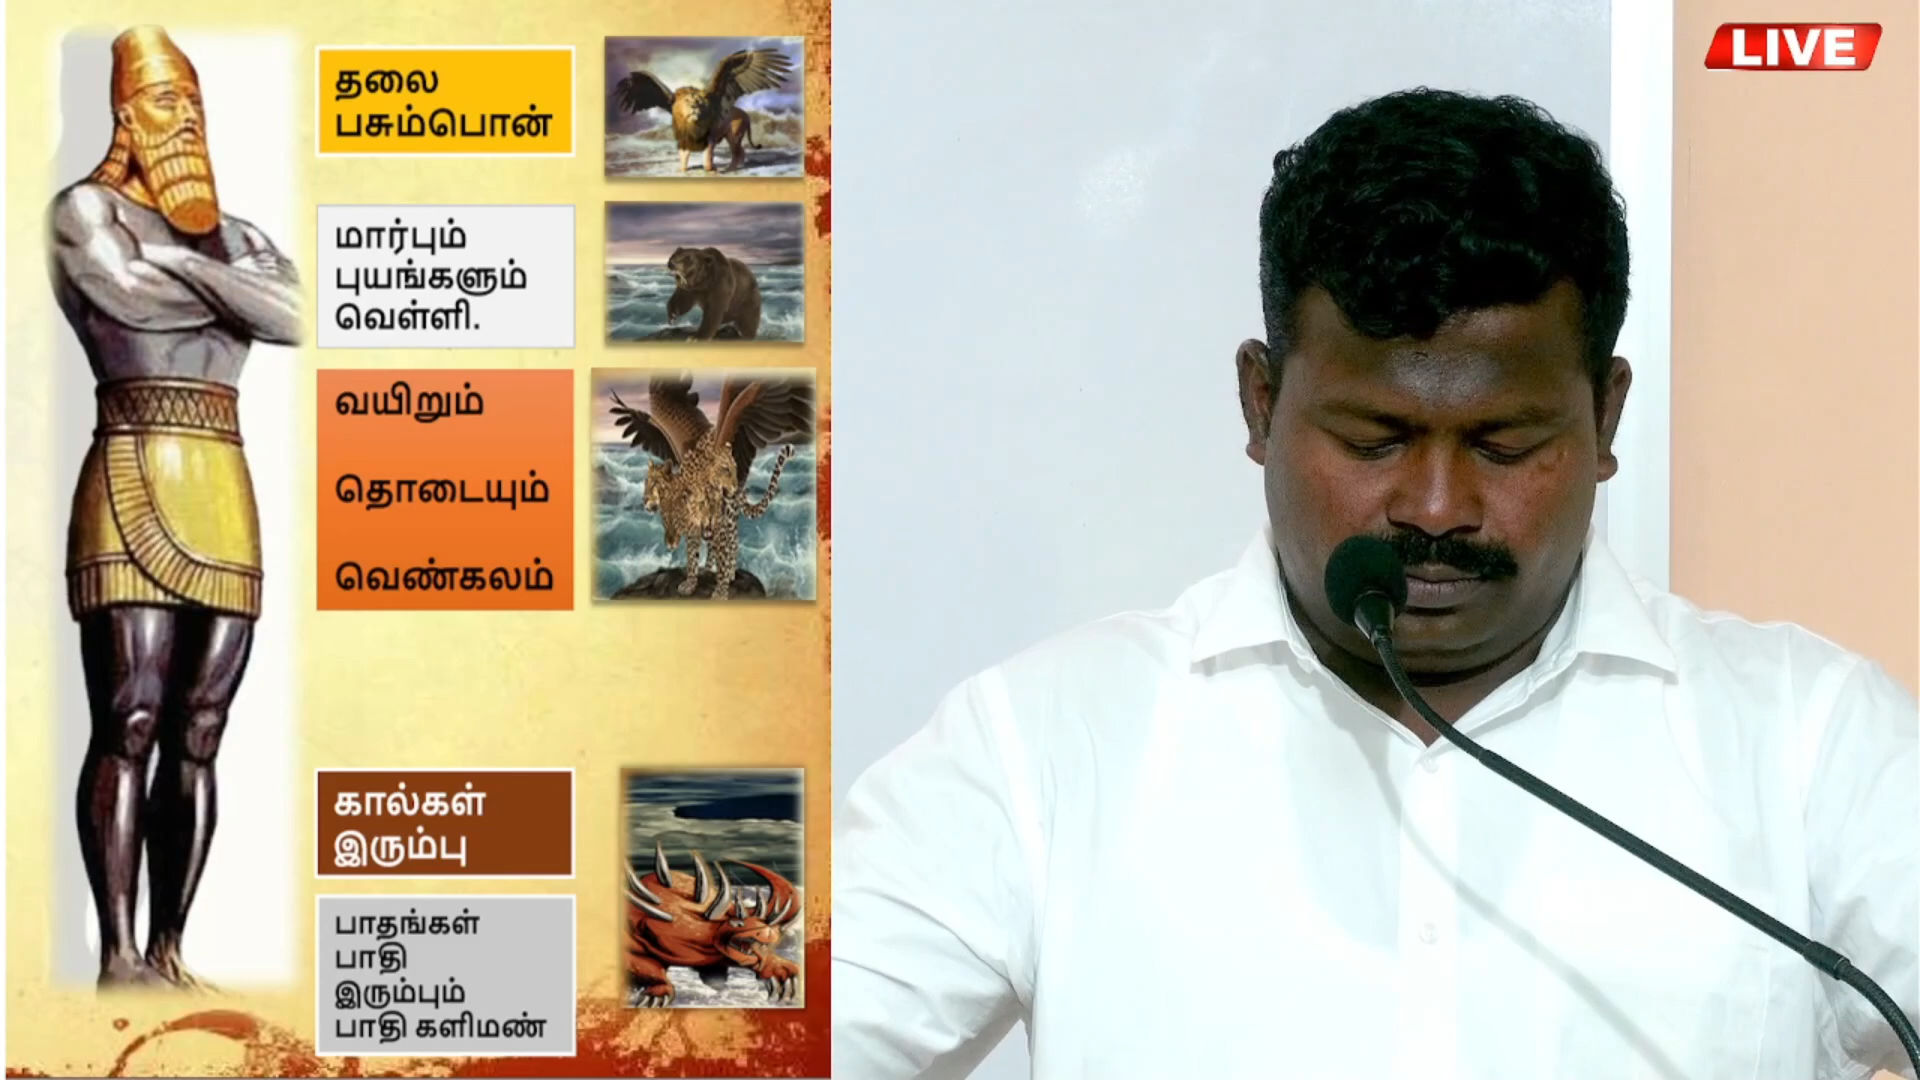 தலை
பசும்பொன்
மார்பும்
புயங்களும்
வெள்ளி.
வயிறும்
தொடையும்
வெண்கலம்
கால்கள்
இரும்பு
பாதங்கள்
பாதி
இரும்பும்
பாதி களிமண்
LIVE